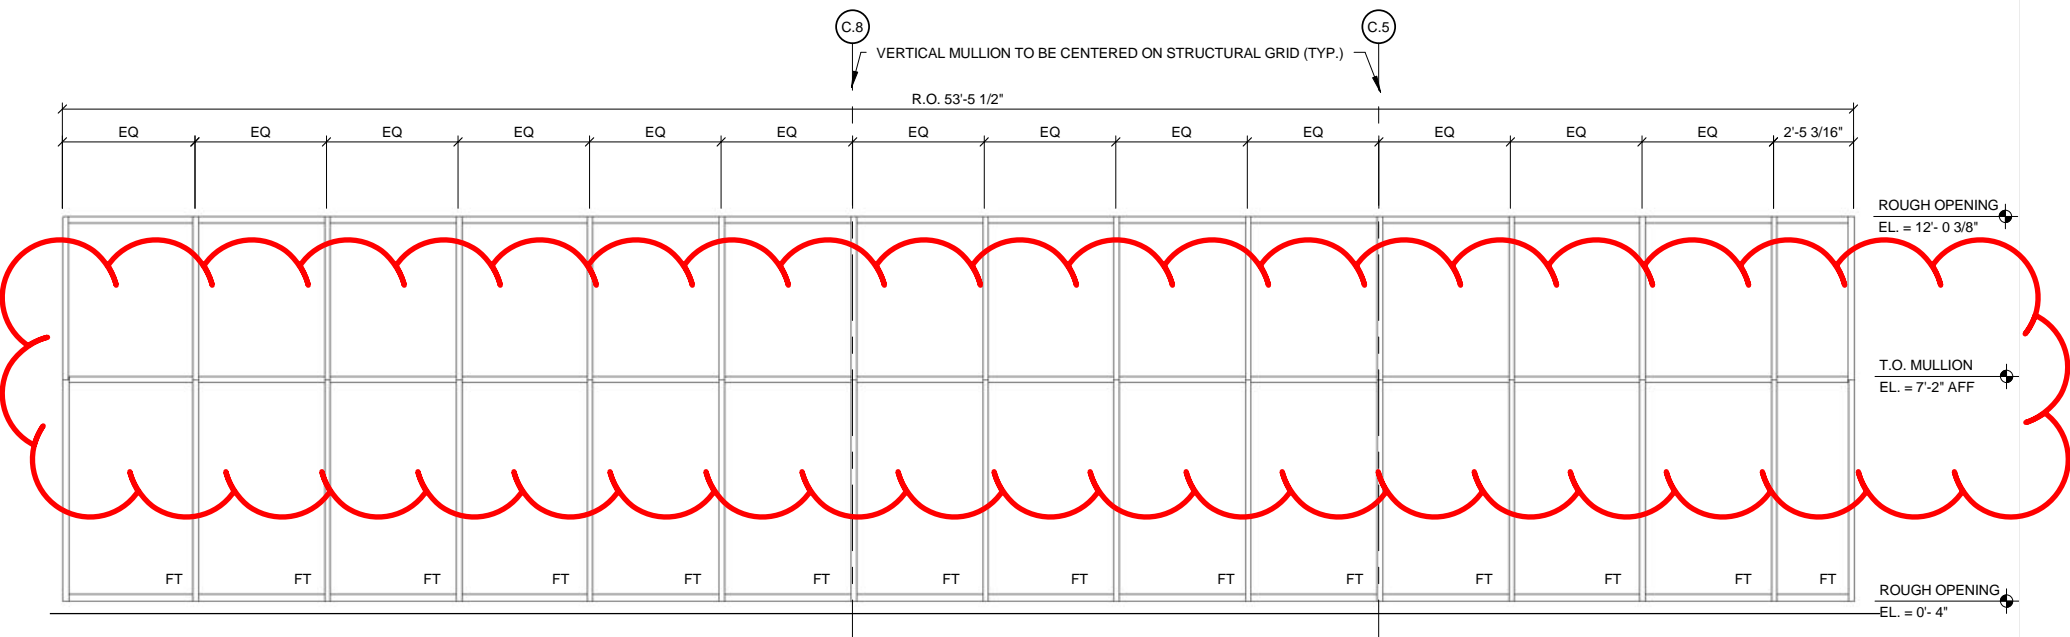 C.8
C.5
VERTICAL MULLION TO BE CENTERED ON STRUCTURAL GRID (TYP.)
R.O. 53'-5 1/2"
EQ EQ EQ EQ EQ EQ EQ EQ EQ EQ EQ EQ EQ 2'-5 3/16"
ROUGH OPENING
EL. = 12'- 0 3/8"
T.O. MULLION
EL. = 7'-2" AFF
FT FT FT FT FT FT FT FT FT FT FT FT FT FT
ROUGH OPENING
EL. = 0'- 4"